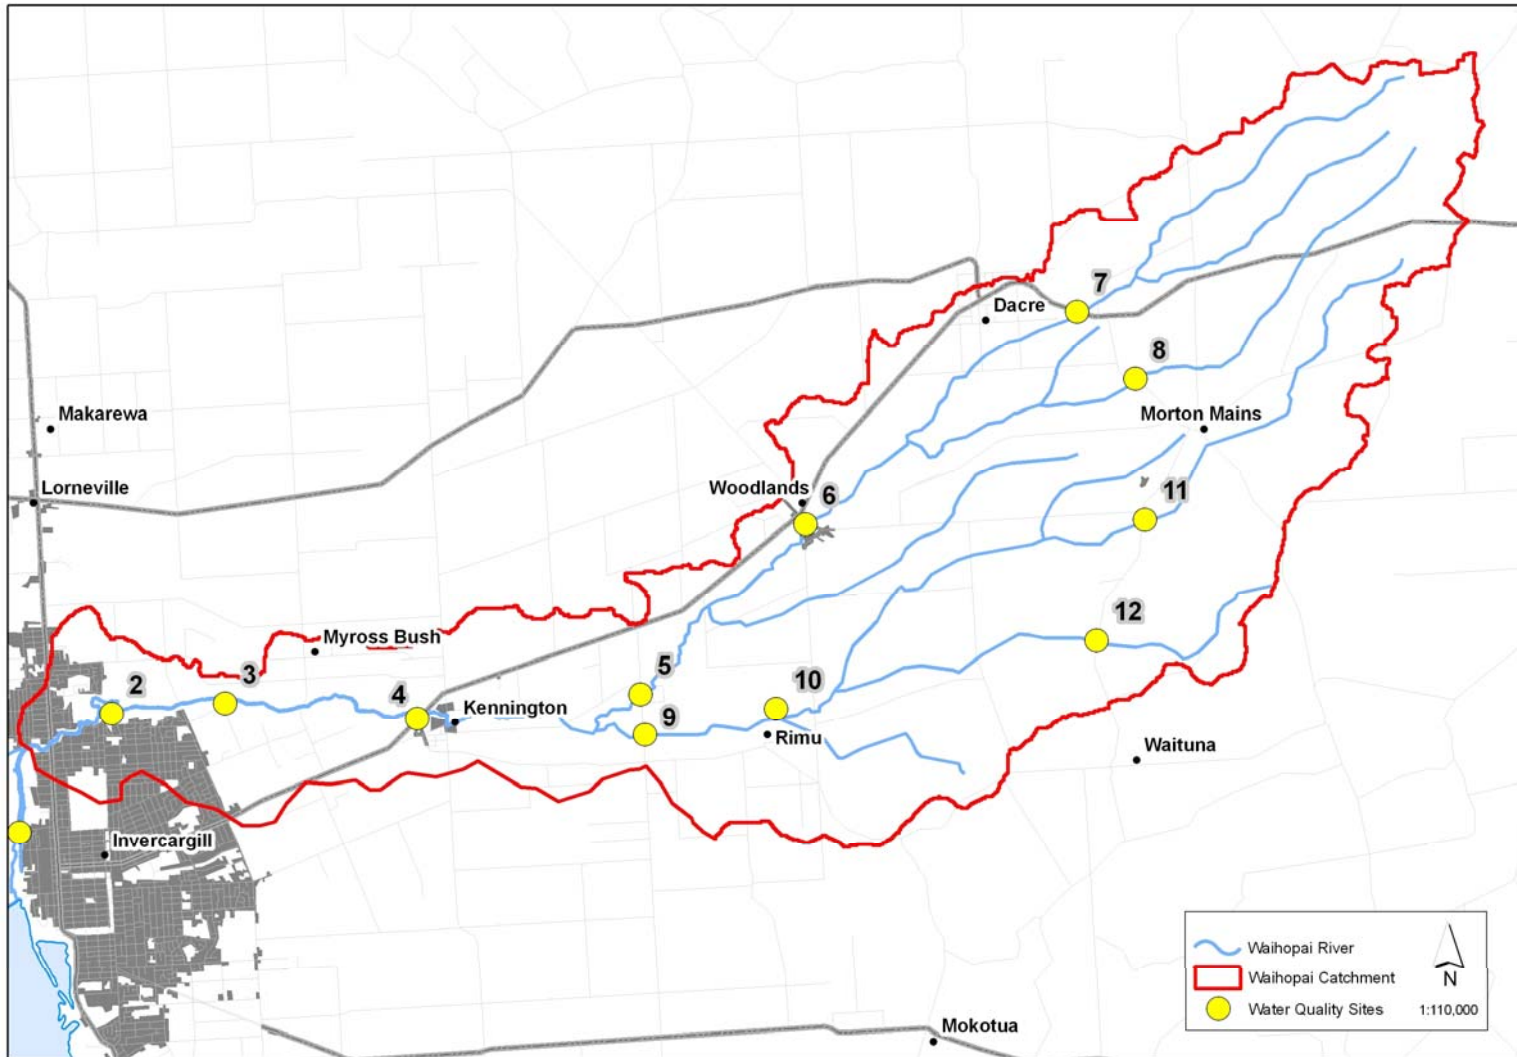 7
Dacre
8
Makarewa
Morton Mains
Lorneville
Woodlands
6
11
12
Myross Bush
5
2
3
4
Kennington
10
9
Rimu
Waituna
Invercargill
Waihopai River
Waihopai Catchment
N
Water Quality Sites
1:110,000
Mokotua